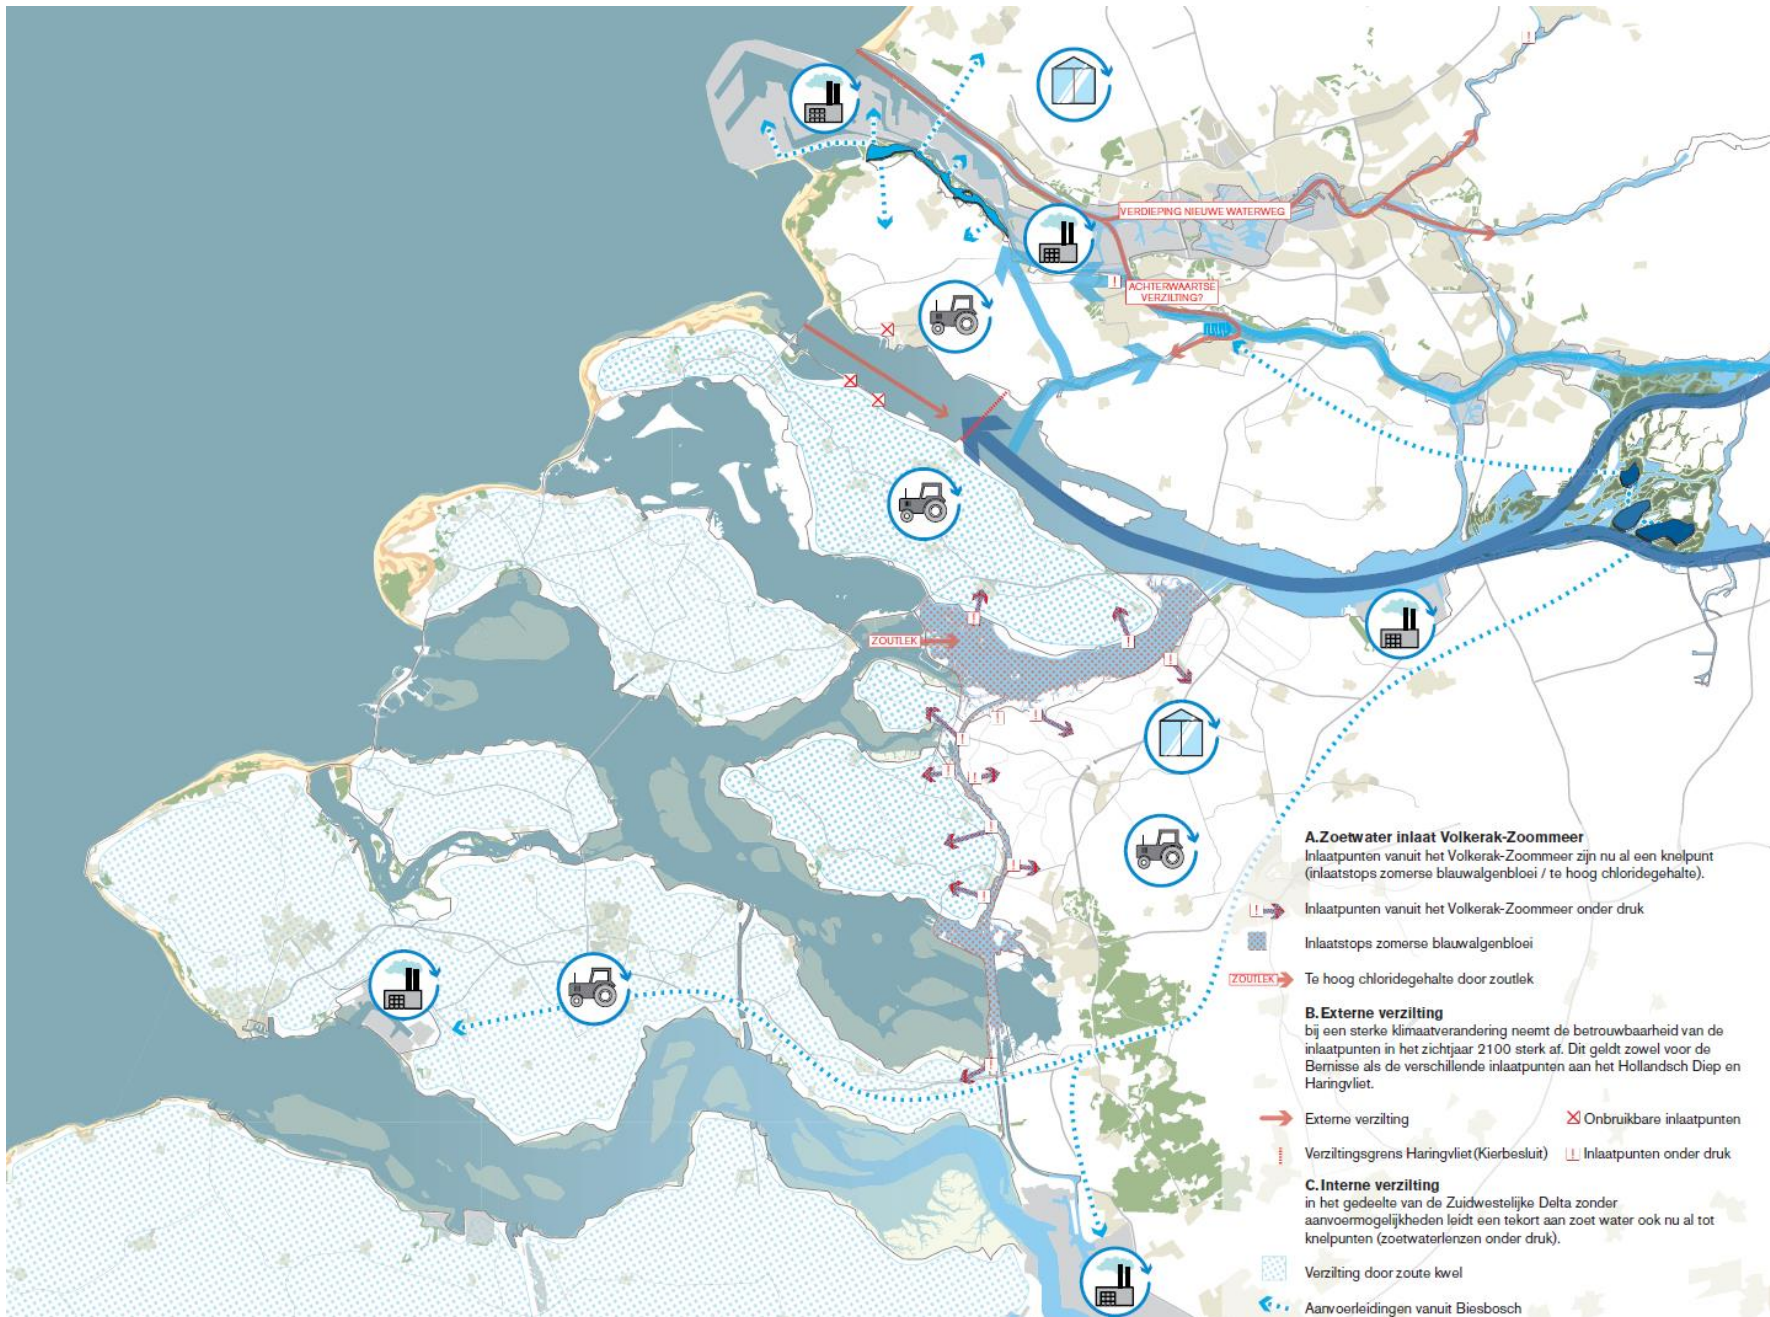 VERDIEPING NIEUWE WATERWEG
ACHTERWAARTSE
VERZILTING?
ZOUTLEK
A.Zoetwater inlaat Volkerak-Zoommeer
Inlaatpunten vanuit het Volkerak-Zoommeer zijn nu al een knelpunt
(inlaatstops zomerse blauwalgenbloei / te hoog chloridegehalte).
! Inlaatpunten vanuit het Volkerak-Zoommeer onder druk
Inlaatstops zomerse blauwalgenbloei
ZOUTLEK Te hoog chloridegehalte door zoutlek
B.Externe verzilting
bij een sterke klimaatverandering neemt de betrouwbaarheid van de
inlaatpunten in het zichtjaar 2100 sterk af. Dit geldt zowel voor de
Bernisse als de verschillende inlaatpunten aan het Hollandsch Diep en
Haringvliet.
Externe verzilting
Onbruikbare inlaatpunten
Verziltingsgrens Haringvliet(Kierbesluit)
! Inlaatpunten onder druk
C.Interne verzilting
in het gedeelte van de Zuidwestelijke Delta zonder
aanvoermogelijkheden leidt een tekort aan zoet water ook nu al tot
knelpunten (zoetwaterlenzen onder druk).
Verzilting door zoute kwel
Aanvoerleidingen vanuit Biesbosch